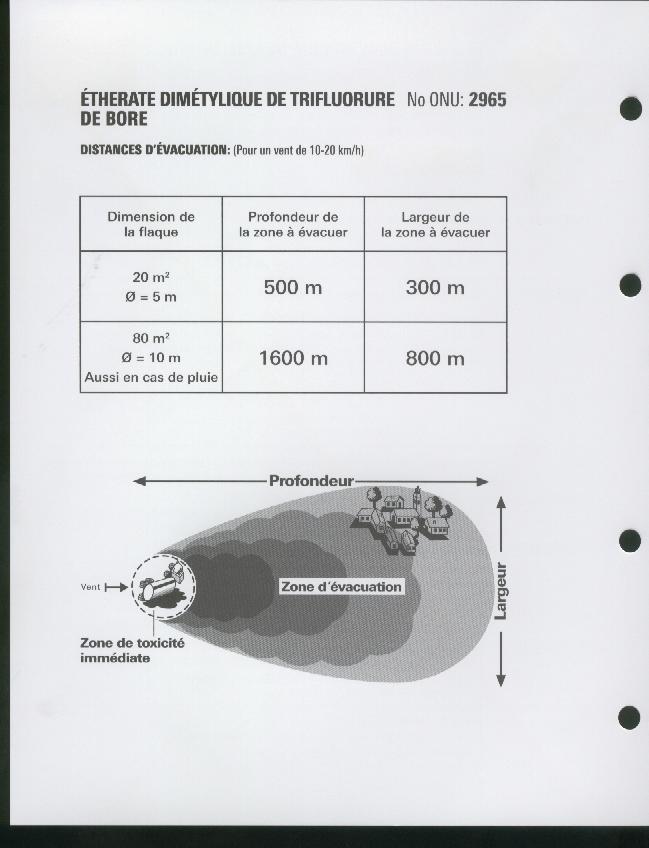 ÉTHERATE DIMÉTYLIQUE DE TRIFLUORURE No ONU: 2965
DE BORE
DISTANCES D'ÉVACUATION: (Pour un vent de 10-20 km/h)
Dimension de la flaque
Profondeur de la zone à évacuer
Largeur de la zone à évacuer
20 m²
Ø = 5 m
500 m
300 m
80 m²
Ø = 10 m
Aussi en cas de pluie
1600 m
800 m
Profondeur
Vent
Zone d'évacuation
Largeur
Zone de toxicité
immédiate